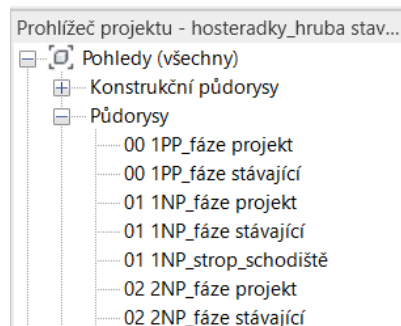 Prohlížeč projektu - hosteradky_hruba stav...
Pohledy (všechny)
Konstrukční půdorysy
Půdorysy
00 1PP_fáze projekt
00 1PP_fáze stávající
01 1NP_fáze projekt
01 1NP_fáze stávající
01 1NP_strop_schodiště
02 2NP_fáze projekt
02 2NP_fáze stávající